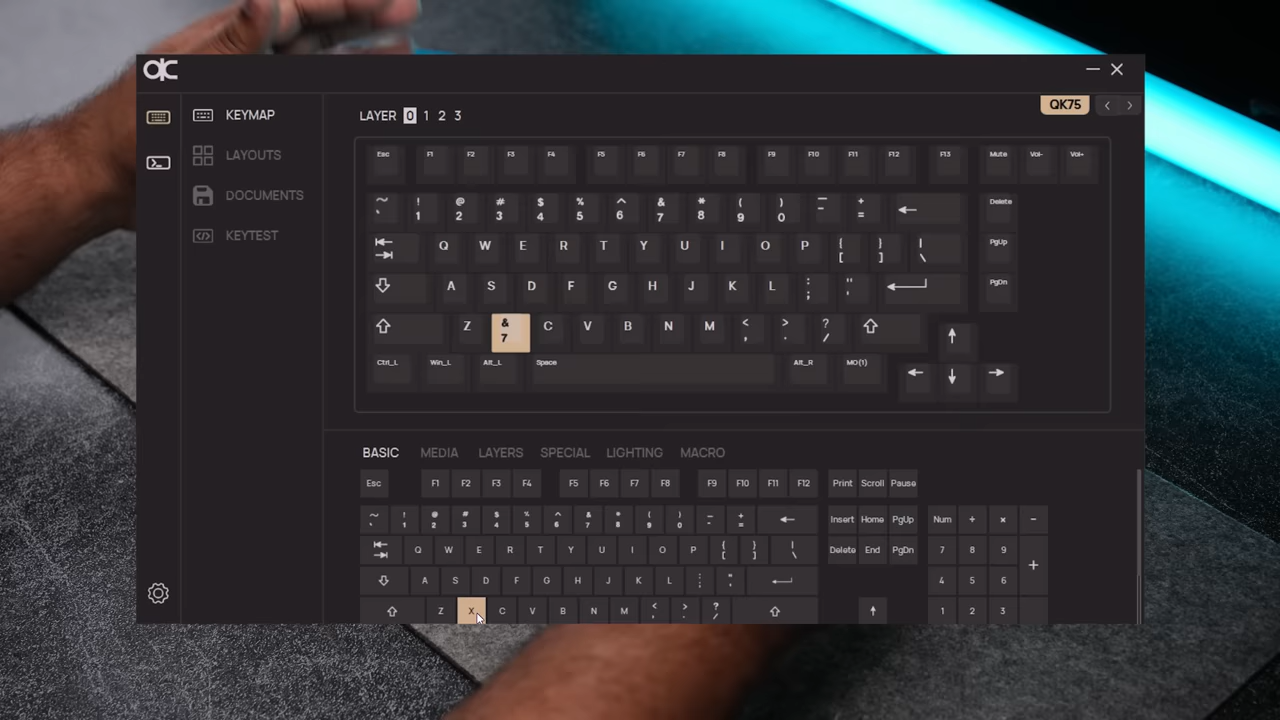 QK
QK75
KEYMAP
LAYOUTS
DOCUMENTS
KEYTEST
LAYER 0 1 2 3
Esc F1 F2 F3 F4 F5 F6 F7 F8 F9 F10 F11 F12 F13 Mute Vol- Vol+
~ ! @ # $ % ^ & * ( ) _ +
` 1 2 3 4 5 6 7 8 9 0 - = ← Delete
Q W E R T Y U I O P { } | PgUp
[ ] \
A S D F G H J K L : " PgDn
; '
Z & C V B N M < > ? ↑
7 , . /
Ctrl_L Win_L Alt_L Space Alt_R MO(1) ← ↓ →
BASIC MEDIA LAYERS SPECIAL LIGHTING MACRO
Esc F1 F2 F3 F4 F5 F6 F7 F8 F9 F10 F11 F12 Print Scroll Pause
~ ! @ # $ % ^ & * ( ) _ +
` 1 2 3 4 5 6 7 8 9 0 - = ← Insert Home PgUp Num ÷ × −
Q W E R T Y U I O P { } | Delete End PgDn 7 8 9 +
[ ] \
A S D F G H J K L : " 4 5 6
; '
Z X C V B N M < > ? ↑ 1 2 3
, . /